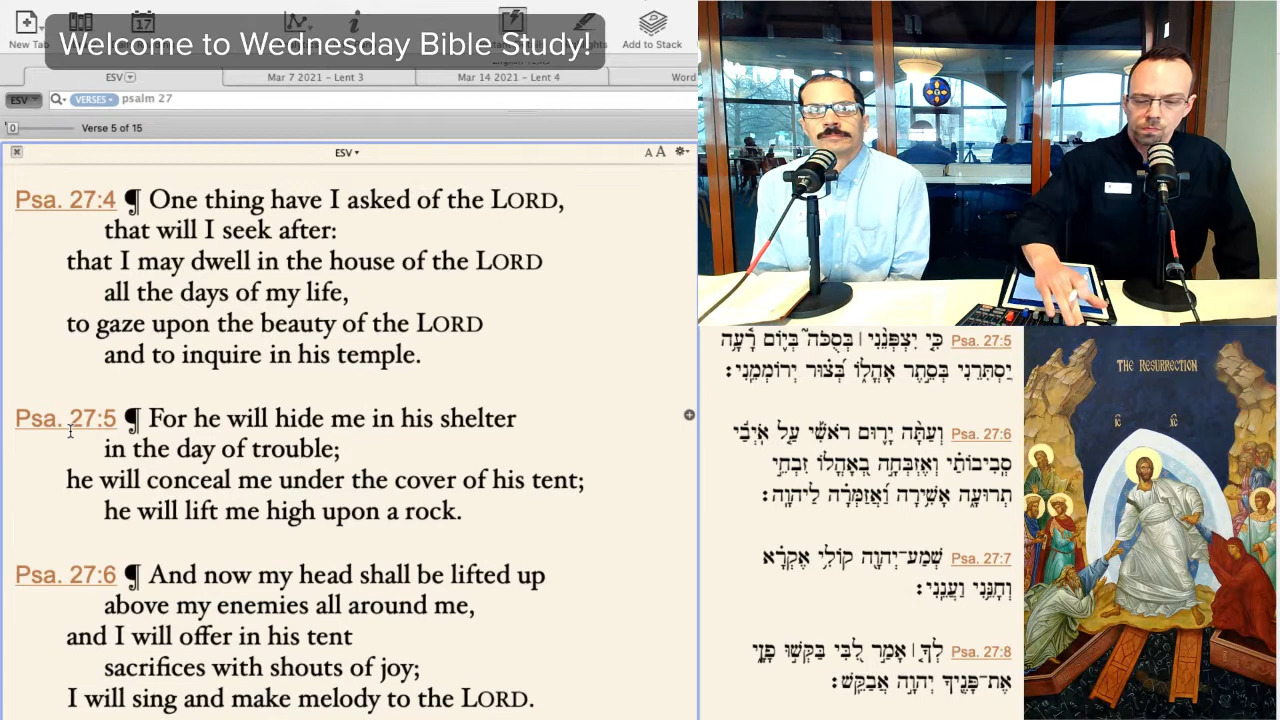 New Tab
17
Add to Stack
Welcome to Wednesday Bible Study!
ESV
Mar 7 2021 – Lent 3
Mar 14 2021 – Lent 4
Word
ESV
VERSES
psalm 27
Verse 5 of 15
ESV
A A
Psa. 27:4 ¶ One thing have I asked of the LORD,
that will I seek after:
that I may dwell in the house of the LORD
all the days of my life,
to gaze upon the beauty of the LORD
and to inquire in his temple.
Psa. 27:5 ¶ For he will hide me in his shelter
in the day of trouble;
he will conceal me under the cover of his tent;
he will lift me high upon a rock.
Psa. 27:6 ¶ And now my head shall be lifted up
above my enemies all around me,
and I will offer in his tent
sacrifices with shouts of joy;
I will sing and make melody to the LORD.
Psa. 27:5 כִּ֤י יִצְפְּנֵ֨נִי ׀ בְּסֻכֹּה֮ בְּי֪וֹם רָ֫עָ֥ה
יַ֭סְתִּרֵנִי בְּסֵ֣תֶר אָהֳל֑וֹ בְּ֝צ֗וּר יְרוֹמְמֵֽנִי׃
Psa. 27:6 וְעַתָּ֨ה יָר֪וּם רֹאשִׁ֡י עַ֤ל אֹֽיְבַ֬י
סְֽבִיבוֹתַ֗י וְאֶזְבְּחָ֣ה בְ֭אָהֳלוֹ זִבְחֵ֣י
תְרוּעָ֑ה אָשִׁ֥ירָה וַ֝אֲזַמְּרָ֗ה לַיהוָֽה׃
Psa. 27:7 שְׁמַע־יְהוָ֖ה קוֹלִ֥י אֶקְרָ֗א
וְחָנֵּ֥נִי וַעֲנֵֽנִי׃
Psa. 27:8 לְךָ֤ ׀ אָמַ֣ר לִ֭בִּי בַּקְּשׁ֣וּ פָנָ֑י
אֶת־פָּנֶ֖יךָ יְהוָ֣ה אֲבַקֵּֽשׁ׃
THE RESURRECTION
IC XC